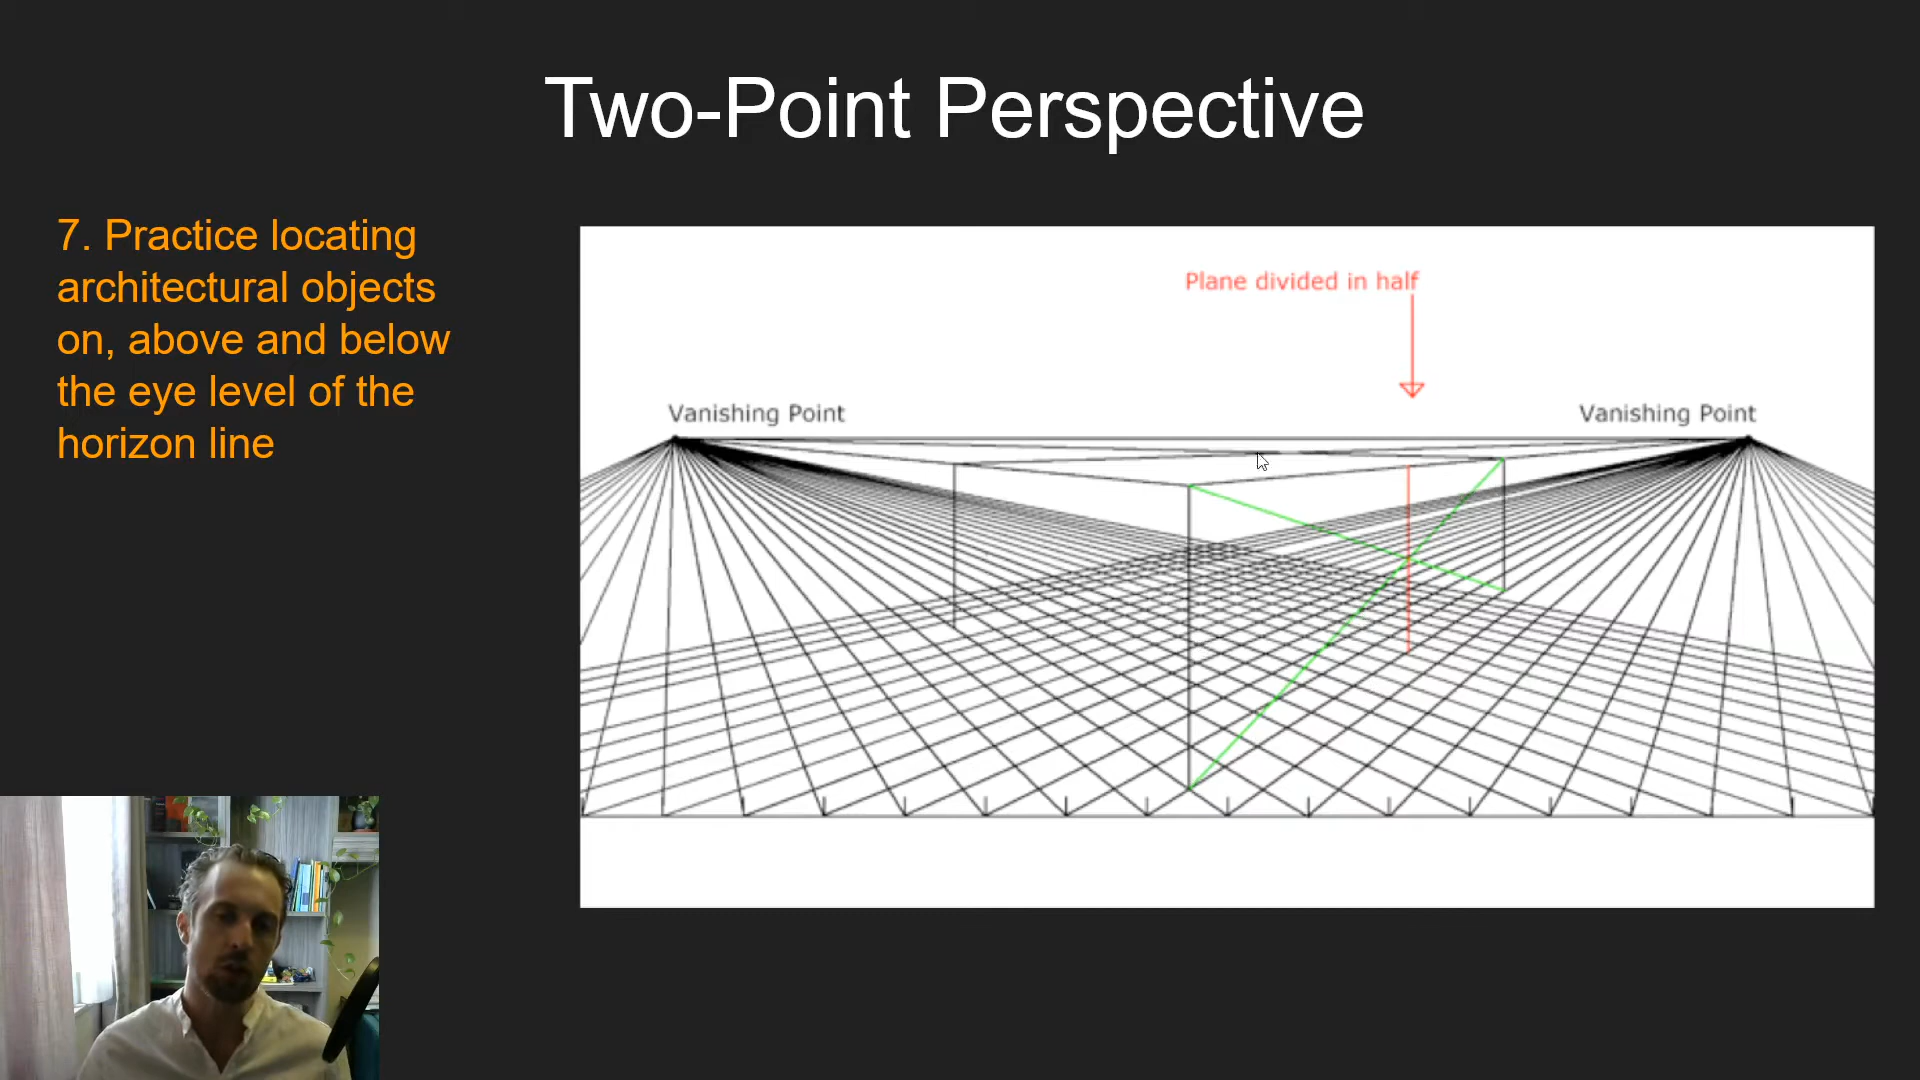 Two-Point Perspective
7. Practice locating
architectural objects
on, above and below
the eye level of the
horizon line
Plane divided in half
Vanishing Point
Vanishing Point